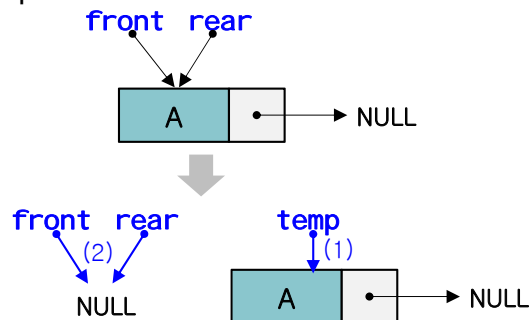 front rear
A
NULL
front rear
temp
(2)
(1)
NULL
A
NULL